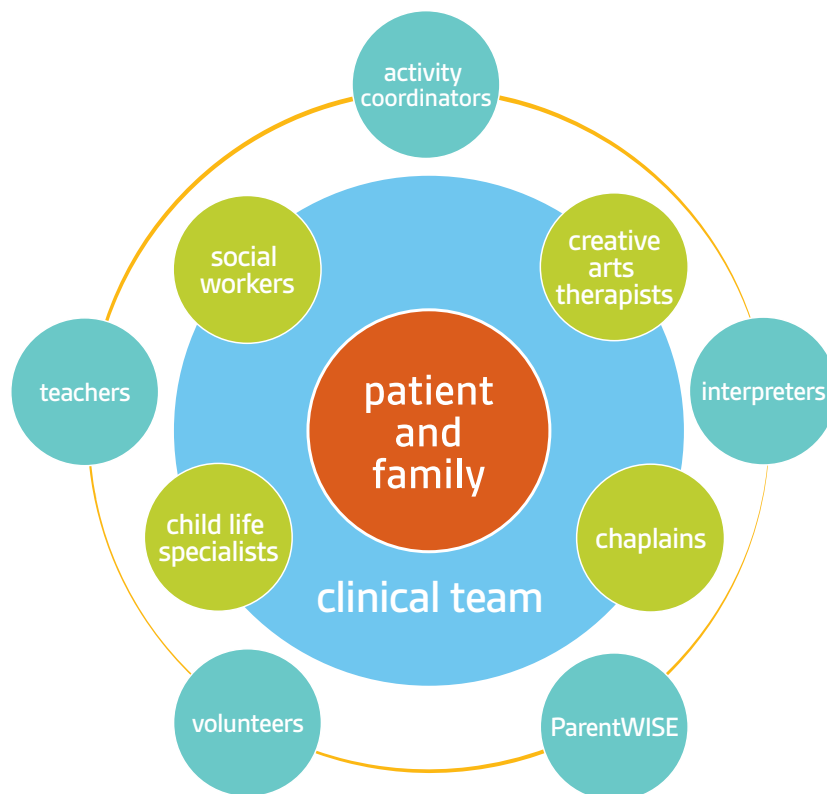 activity
coordinators
social
workers
creative
arts
therapists
teachers
patient
and
family
interpreters
child life
specialists
chaplains
clinical team
volunteers
ParentWISE